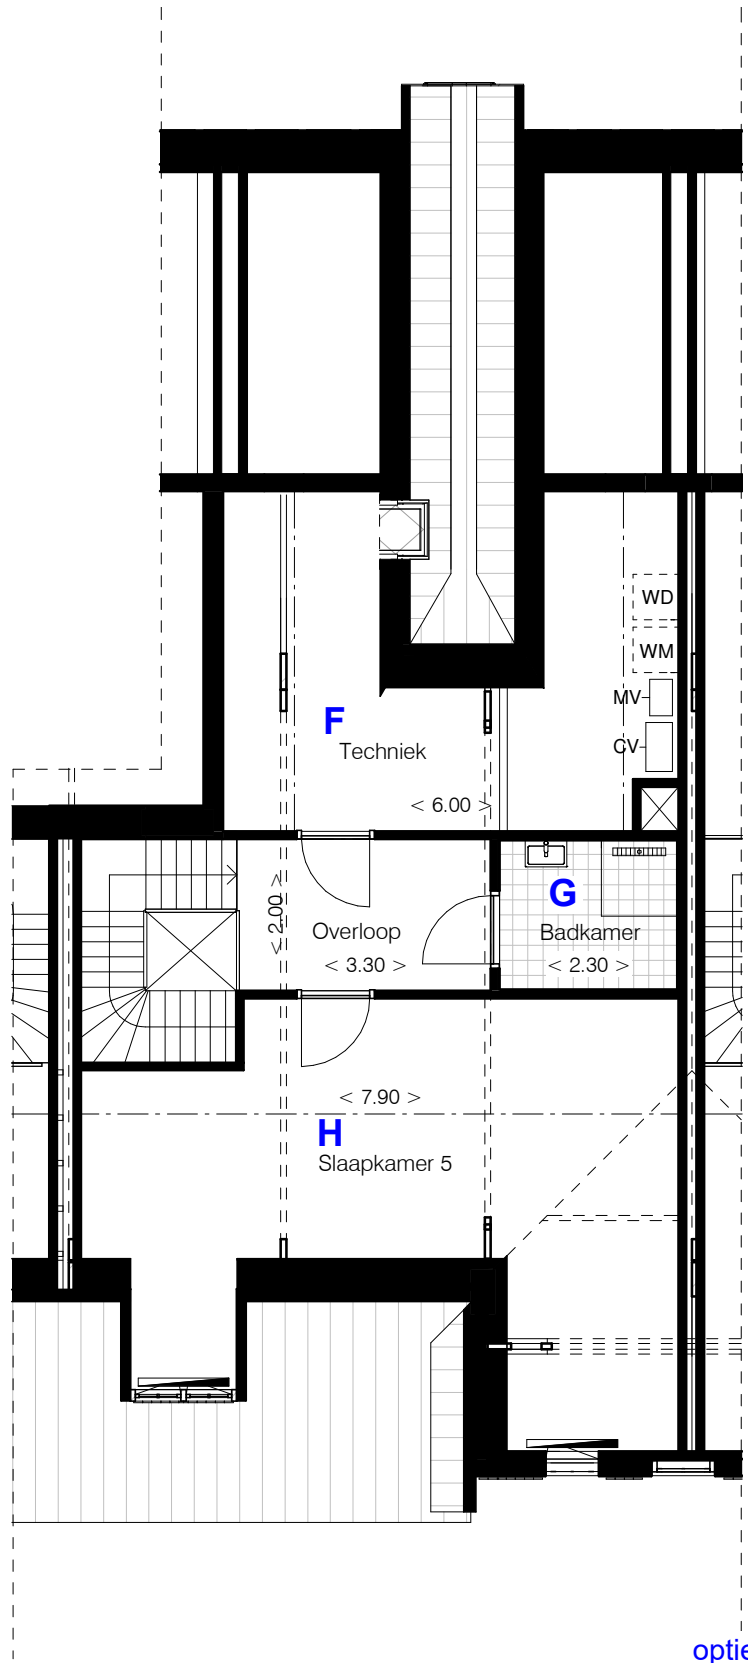 WD
WM
MV
F
Techniek
CV
< 6.00 >
G
< 2.00 >
Overloop
Badkamer
< 3.30 >
< 2.30 >
< 7.90 >
H
Slaapkamer 5
optie